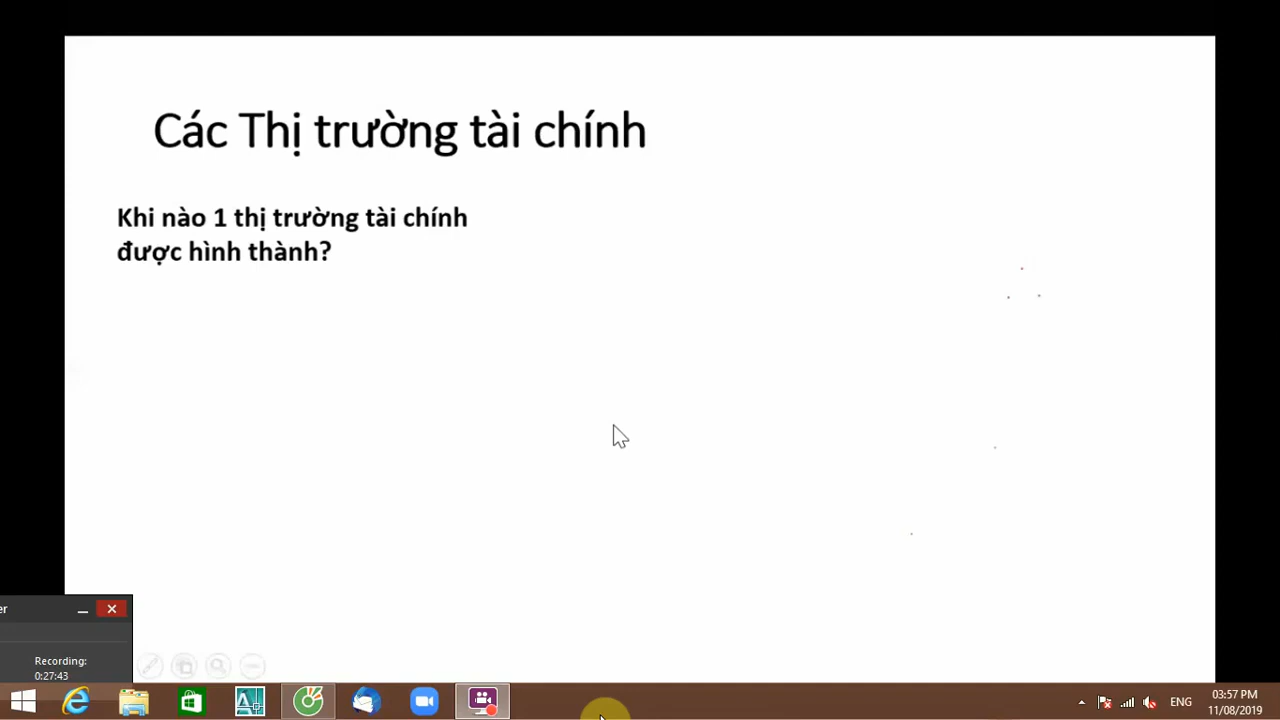 Các Thị trường tài chính
Khi nào 1 thị trường tài chính
được hình thành?
er
Recording:
0:27:43
ENG
03:57 PM
11/08/2019